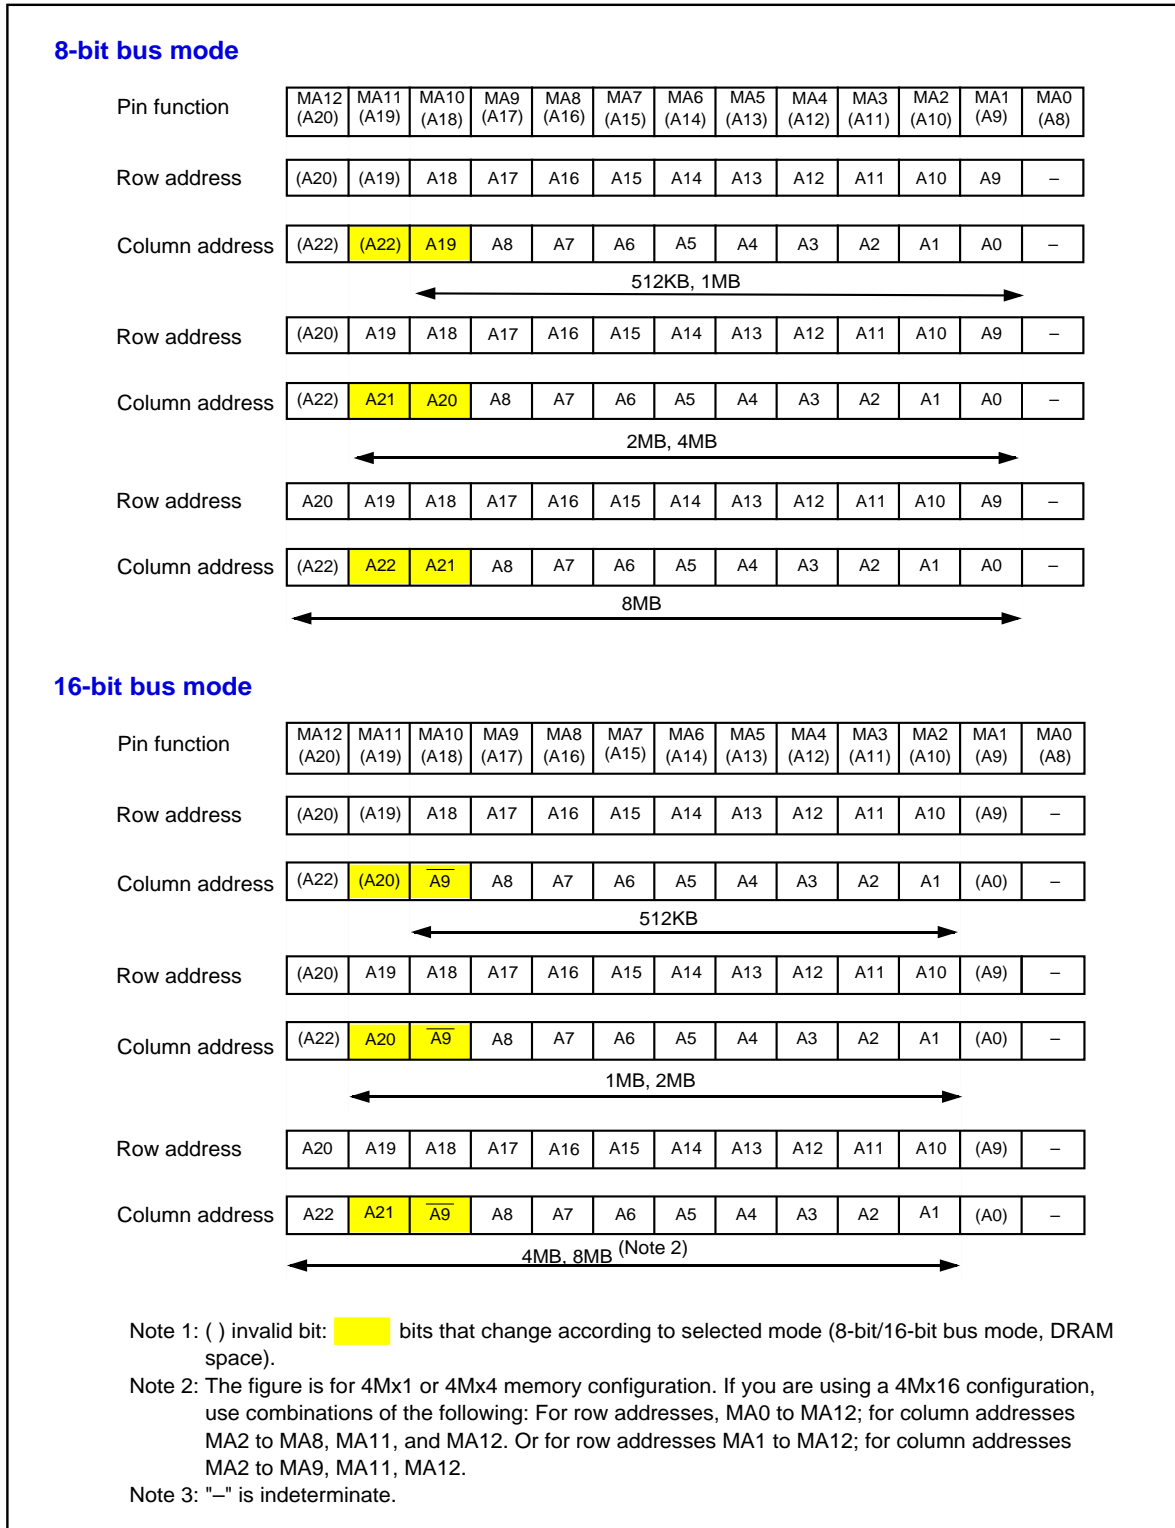 8-bit bus mode
Pin function MA12 (A20) MA11 (A19) MA10 (A18) MA9 (A17) MA8 (A16) MA7 (A15) MA6 (A14) MA5 (A13) MA4 (A12) MA3 (A11) MA2 (A10) MA1 (A9) MA0 (A8)
Row address (A20) (A19) A18 A17 A16 A15 A14 A13 A12 A11 A10 A9 –
Column address (A22) (A22) A19 A8 A7 A6 A5 A4 A3 A2 A1 A0 –
512KB, 1MB
Row address (A20) A19 A18 A17 A16 A15 A14 A13 A12 A11 A10 A9 –
Column address (A22) A21 A20 A8 A7 A6 A5 A4 A3 A2 A1 A0 –
2MB, 4MB
Row address A20 A19 A18 A17 A16 A15 A14 A13 A12 A11 A10 A9 –
Column address (A22) A22 A21 A8 A7 A6 A5 A4 A3 A2 A1 A0 –
8MB
16-bit bus mode
Pin function MA12 (A20) MA11 (A19) MA10 (A18) MA9 (A17) MA8 (A16) MA7 (A15) MA6 (A14) MA5 (A13) MA4 (A12) MA3 (A11) MA2 (A10) MA1 (A9) MA0 (A8)
Row address (A20) (A19) A18 A17 A16 A15 A14 A13 A12 A11 A10 (A9) –
Column address (A22) (A20) A̅9̅ A8 A7 A6 A5 A4 A3 A2 A1 (A0) –
512KB
Row address (A20) A19 A18 A17 A16 A15 A14 A13 A12 A11 A10 (A9) –
Column address (A22) A20 A̅9̅ A8 A7 A6 A5 A4 A3 A2 A1 (A0) –
1MB, 2MB
Row address A20 A19 A18 A17 A16 A15 A14 A13 A12 A11 A10 (A9) –
Column address A22 A21 A̅9̅ A8 A7 A6 A5 A4 A3 A2 A1 (A0) –
4MB, 8MB (Note 2)
Note 1: ( ) invalid bit: bits that change according to selected mode (8-bit/16-bit bus mode, DRAM
space).
Note 2: The figure is for 4Mx1 or 4Mx4 memory configuration. If you are using a 4Mx16 configuration,
use combinations of the following: For row addresses, MA0 to MA12; for column addresses
MA2 to MA8, MA11, and MA12. Or for row addresses MA1 to MA12; for column addresses
MA2 to MA9, MA11, MA12.
Note 3: "–" is indeterminate.